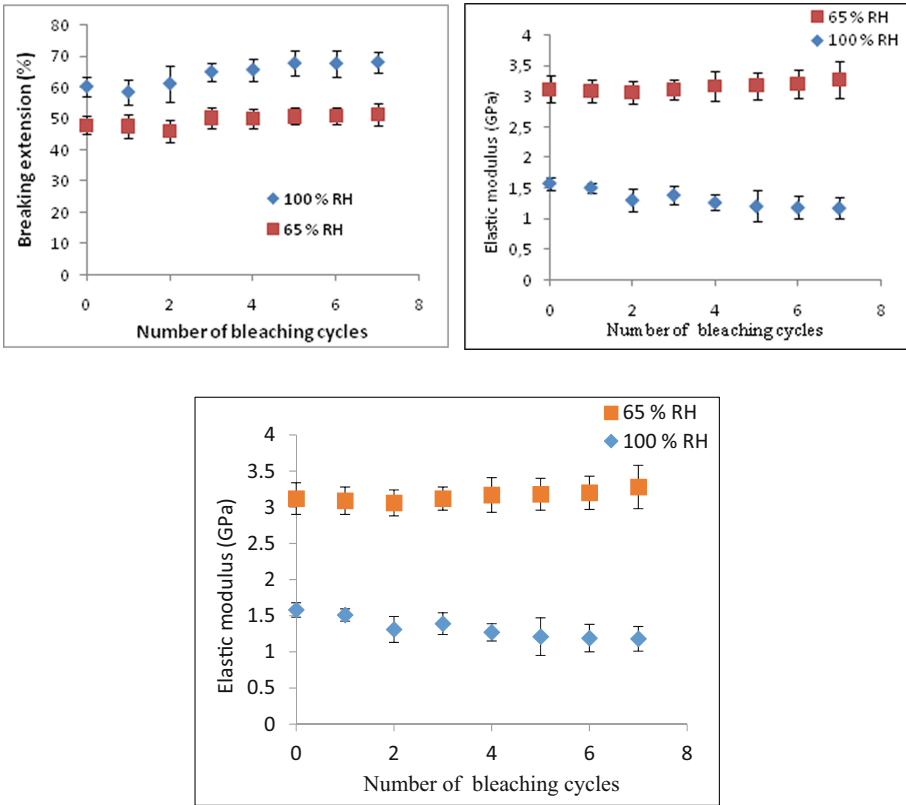 80
70
60
50
40
30
20
10
0
Breaking extension (%)
100 % RH
65 % RH
0 2 4 6 8
Number of bleaching cycles
65 % RH
100 % RH
4
3,5
3
2,5
2
1,5
1
0,5
0
Elastic modulus (GPa)
0 2 4 6 8
Number of bleaching cycles
65 % RH
100 % RH
4
3.5
3
2.5
2
1.5
1
0.5
0
Elastic modulus (GPa)
0 2 4 6 8
Number of bleaching cycles